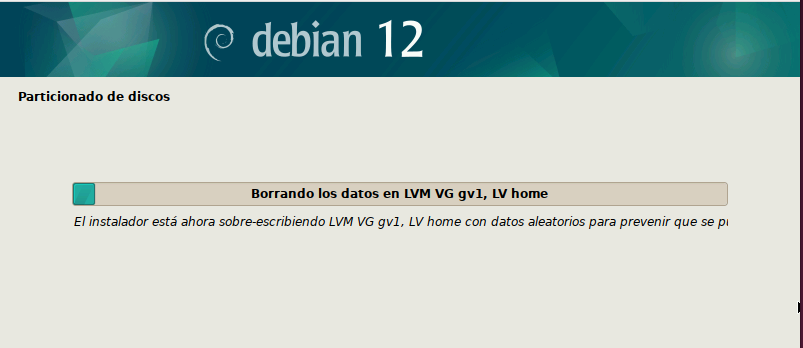 debian 12
Particionado de discos
Borrando los datos en LVM VG gv1, LV home
El instalador está ahora sobre-escribiendo LVM VG gv1, LV home con datos aleatorios para prevenir que se